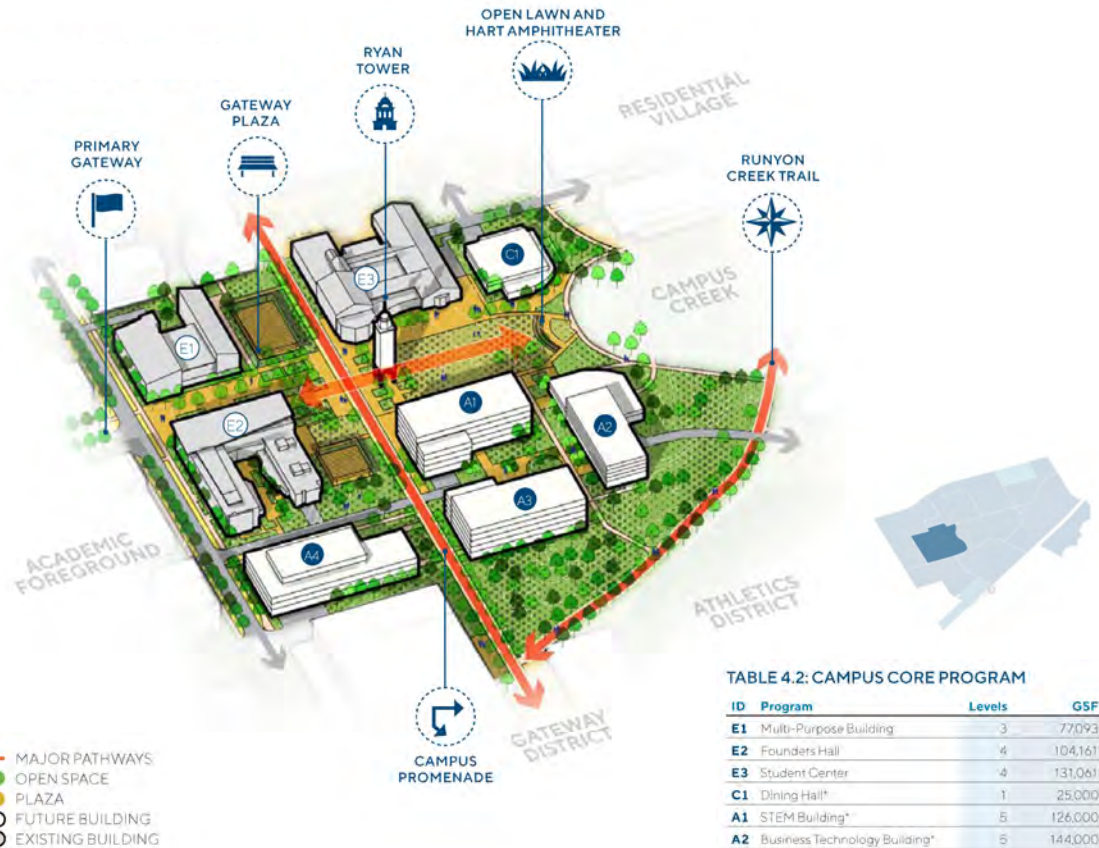 OPEN LAWN AND
HART AMPHITHEATER
RYAN
TOWER
GATEWAY
PLAZA
PRIMARY
GATEWAY
RESIDENTIAL
VILLAGE
RUNYON
CREEK TRAIL
CAMPUS
CREEK
E3
C1
E1
E2
A1
A2
A3
A4
ACADEMIC
FOREGROUND
ATHLETICS
DISTRICT
GATEWAY
DISTRICT
CAMPUS
PROMENADE
MAJOR PATHWAYS
OPEN SPACE
PLAZA
FUTURE BUILDING
EXISTING BUILDING
TABLE 4.2: CAMPUS CORE PROGRAM
ID Program Levels GSF
E1 Multi-Purpose Building 3 77,093
E2 Founders Hall 4 104,161
E3 Student Center 4 131,061
C1 Dining Hall* 1 25,000
A1 STEM Building* 5 126,000
A2 Business Technology Building* 5 144,000